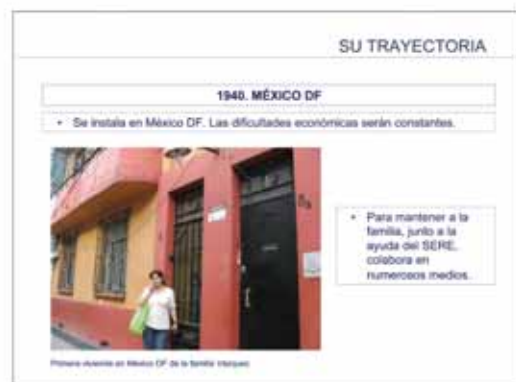 SU TRAYECTORIA
1940. MÉXICO DF
• Se instala en México DF. Las dificultades económicas serán constantes.
• Para mantener a la
familia, junto a la
ayuda del SERE,
colabora en
numerosos medios.
Primera vivienda en México DF de la familia Vázquez